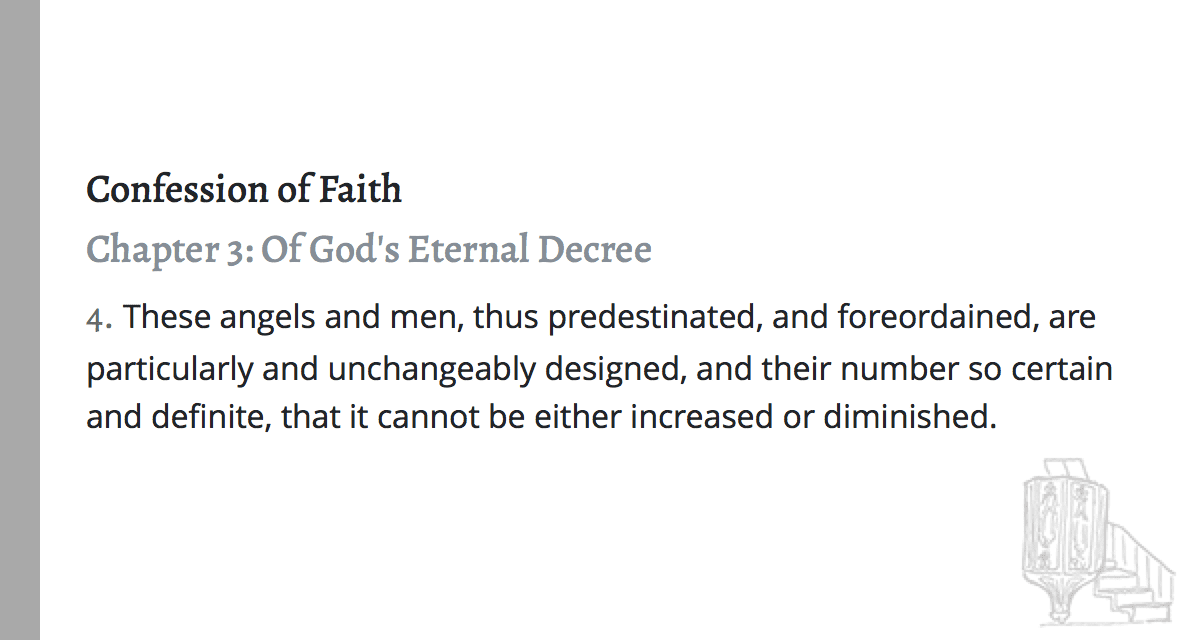 Confession of Faith
Chapter 3: Of God's Eternal Decree
4. These angels and men, thus predestinated, and foreordained, are
particularly and unchangeably designed, and their number so certain
and definite, that it cannot be either increased or diminished.